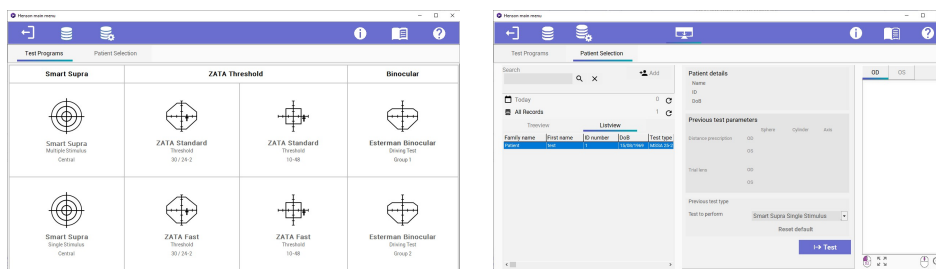 Henson main menu
Test Programs
Patient Selection
Smart Supra
ZATA Threshold
Binocular
Smart Supra
Multiple Stimulus
Central
ZATA Standard
Threshold
30 / 24-2
ZATA Standard
Threshold
10-48
Esterman Binocular
Driving Test
Group 1
Smart Supra
Single Stimulus
Central
ZATA Fast
Threshold
30 / 24-2
ZATA Fast
Threshold
10-48
Esterman Binocular
Driving Test
Group 2
Henson main menu
Test Programs
Patient Selection
Search
Add
Today 0
All Records 1
Treeview Listview
Family name First name ID number DoB Test type
Patient test 1 15/08/1969
Patient details
Name
ID
DoB
Previous test parameters
Sphere Cylinder Axis
Distance prescription OD
OS
Trial lens OD
OS
Previous test type
Test to perform Smart Supra Single Stimulus
Reset default
Test
OD OS